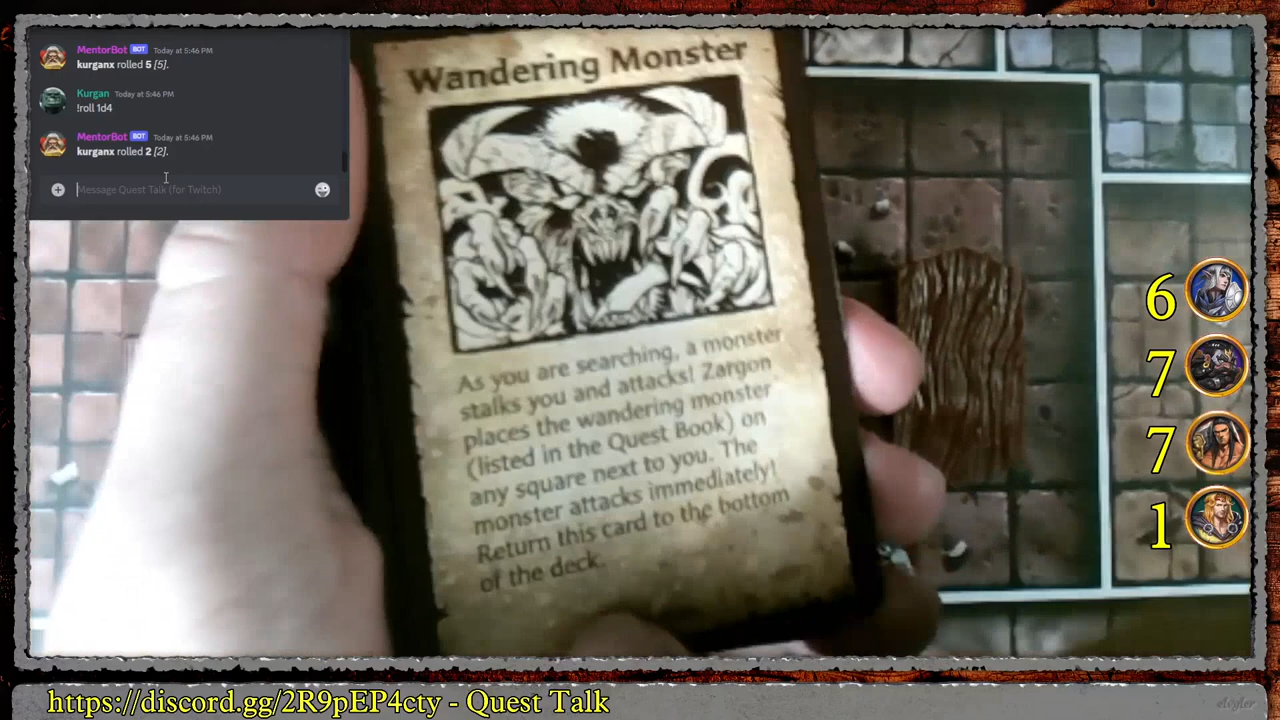 MentorBot BOT Today at 5:46 PM
kurganx rolled 5 [5].
Kurgan Today at 5:46 PM
!roll 1d4
MentorBot BOT Today at 5:46 PM
kurganx rolled 2 [2].
Message Quest Talk (for Twitch)
Wandering Monster
As you are searching, a monster
stalks you and attacks! Zargon
places the wandering monster
(listed in the Quest Book) on
any square next to you. The
monster attacks immediately!
Return this card to the bottom
of the deck.
6
7
7
1
https://discord.gg/2R9pEP4cty - Quest Talk